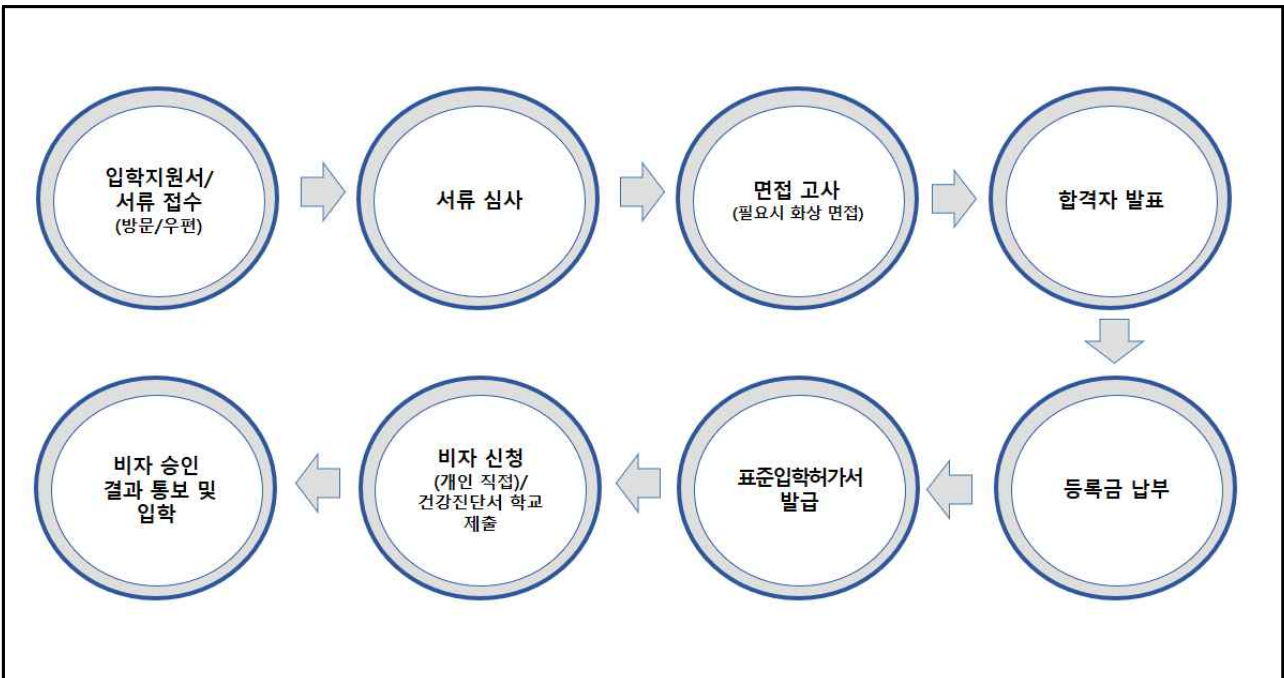 입학지원서/
서류 접수
(방문/우편)
서류 심사
면접 고사
(필요시 화상 면접)
합격자 발표
등록금 납부
표준입학허가서
발급
비자 신청
(개인 직접)/
건강진단서 학교
제출
비자 승인
결과 통보 및
입학